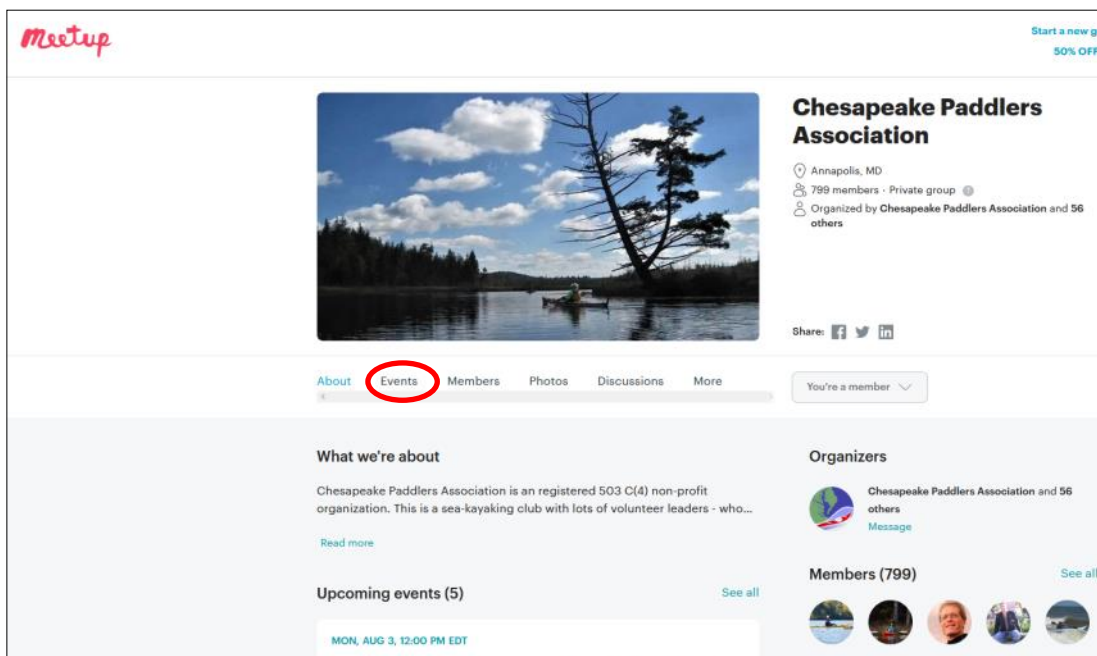 Meetup
Start a new g
50% OFF
Chesapeake Paddlers
Association
Annapolis, MD
799 members · Private group
Organized by Chesapeake Paddlers Association and 56
others
Share:
About Events Members Photos Discussions More
You're a member
What we're about
Chesapeake Paddlers Association is an registered 503 C(4) non-profit
organization. This is a sea-kayaking club with lots of volunteer leaders - who...
Read more
Upcoming events (5) See all
MON, AUG 3, 12:00 PM EDT
Organizers
Chesapeake Paddlers Association and 56
others
Message
Members (799) See all